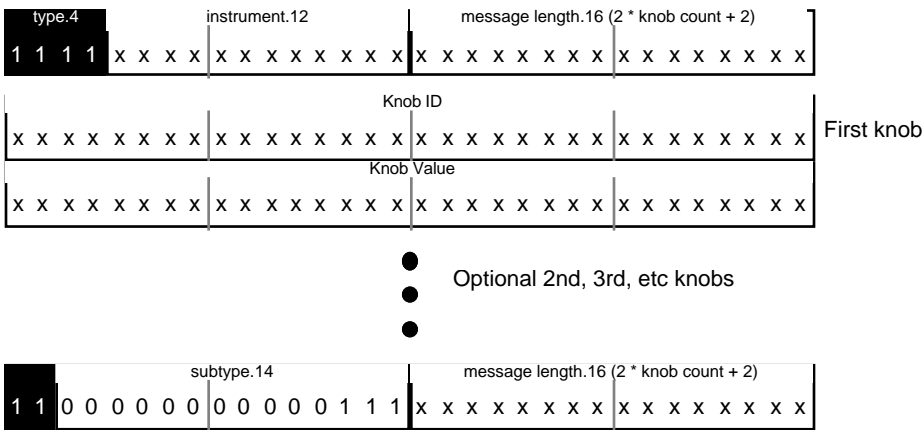 type.4 instrument.12 message length.16 (2 * knob count + 2)
1 1 1 1 x x x x x x x x x x x x x x x x x x x x x x x x x x x x
Knob ID
x x x x x x x x x x x x x x x x x x x x x x x x x x x x x x x x First knob
Knob Value
x x x x x x x x x x x x x x x x x x x x x x x x x x x x x x x x
Optional 2nd, 3rd, etc knobs
subtype.14 message length.16 (2 * knob count + 2)
1 1 0 0 0 0 0 0 0 0 0 0 0 1 1 1 x x x x x x x x x x x x x x x x